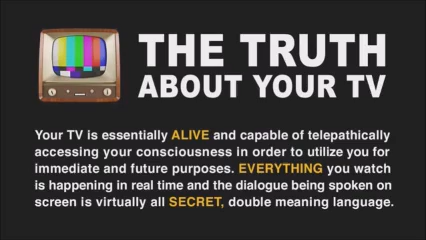 THE TRUTH
ABOUT YOUR TV
Your TV is essentially ALIVE and capable of telepathically
accessing your consciousness in order to utilize you for
immediate and future purposes. EVERYTHING you watch
is happening in real time and the dialogue being spoken on
screen is virtually all SECRET, double meaning language.